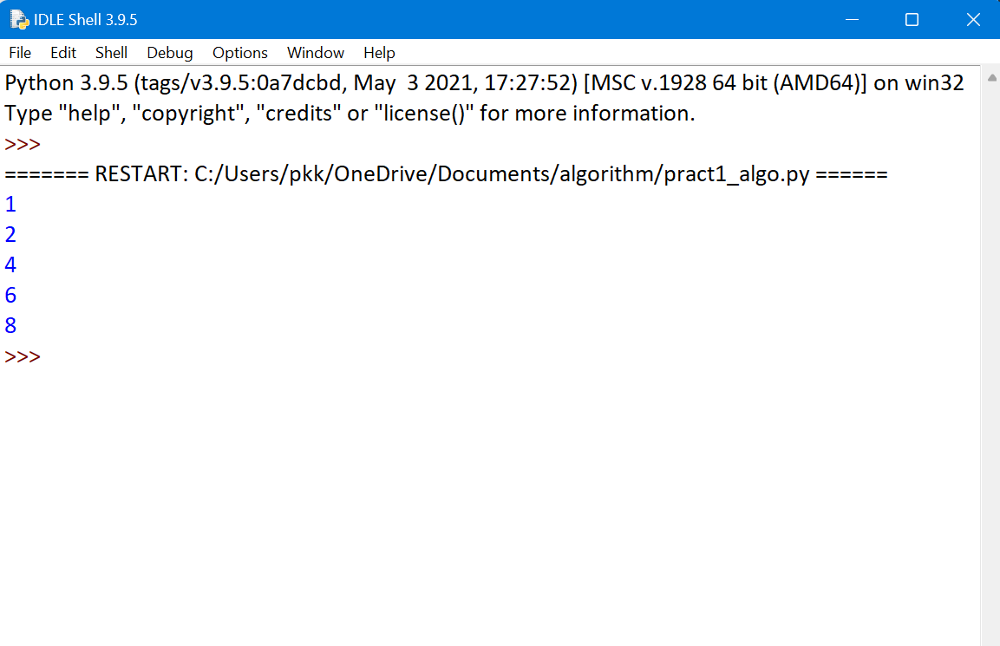 IDLE Shell 3.9.5
File Edit Shell Debug Options Window Help
Python 3.9.5 (tags/v3.9.5:0a7dcbd, May  3 2021, 17:27:52) [MSC v.1928 64 bit (AMD64)] on win32
Type "help", "copyright", "credits" or "license()" for more information.
>>>
======= RESTART: C:/Users/pkk/OneDrive/Documents/algorithm/pract1_algo.py ======
1
2
4
6
8
>>>